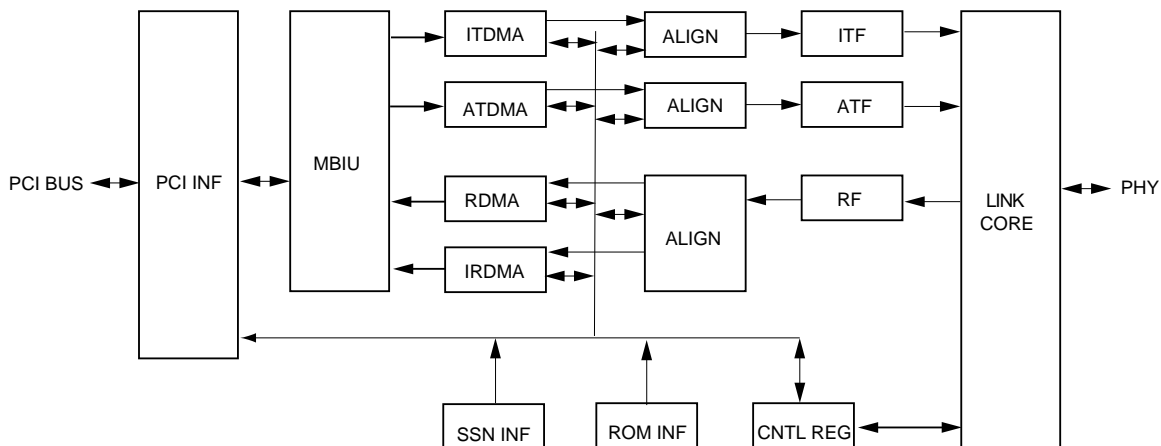 ITDMA
ALIGN
ITF
ATDMA
ALIGN
ATF
PCI BUS
PCI INF
MBIU
RDMA
ALIGN
RF
LINK
CORE
PHY
IRDMA
SSN INF
ROM INF
CNTL REG